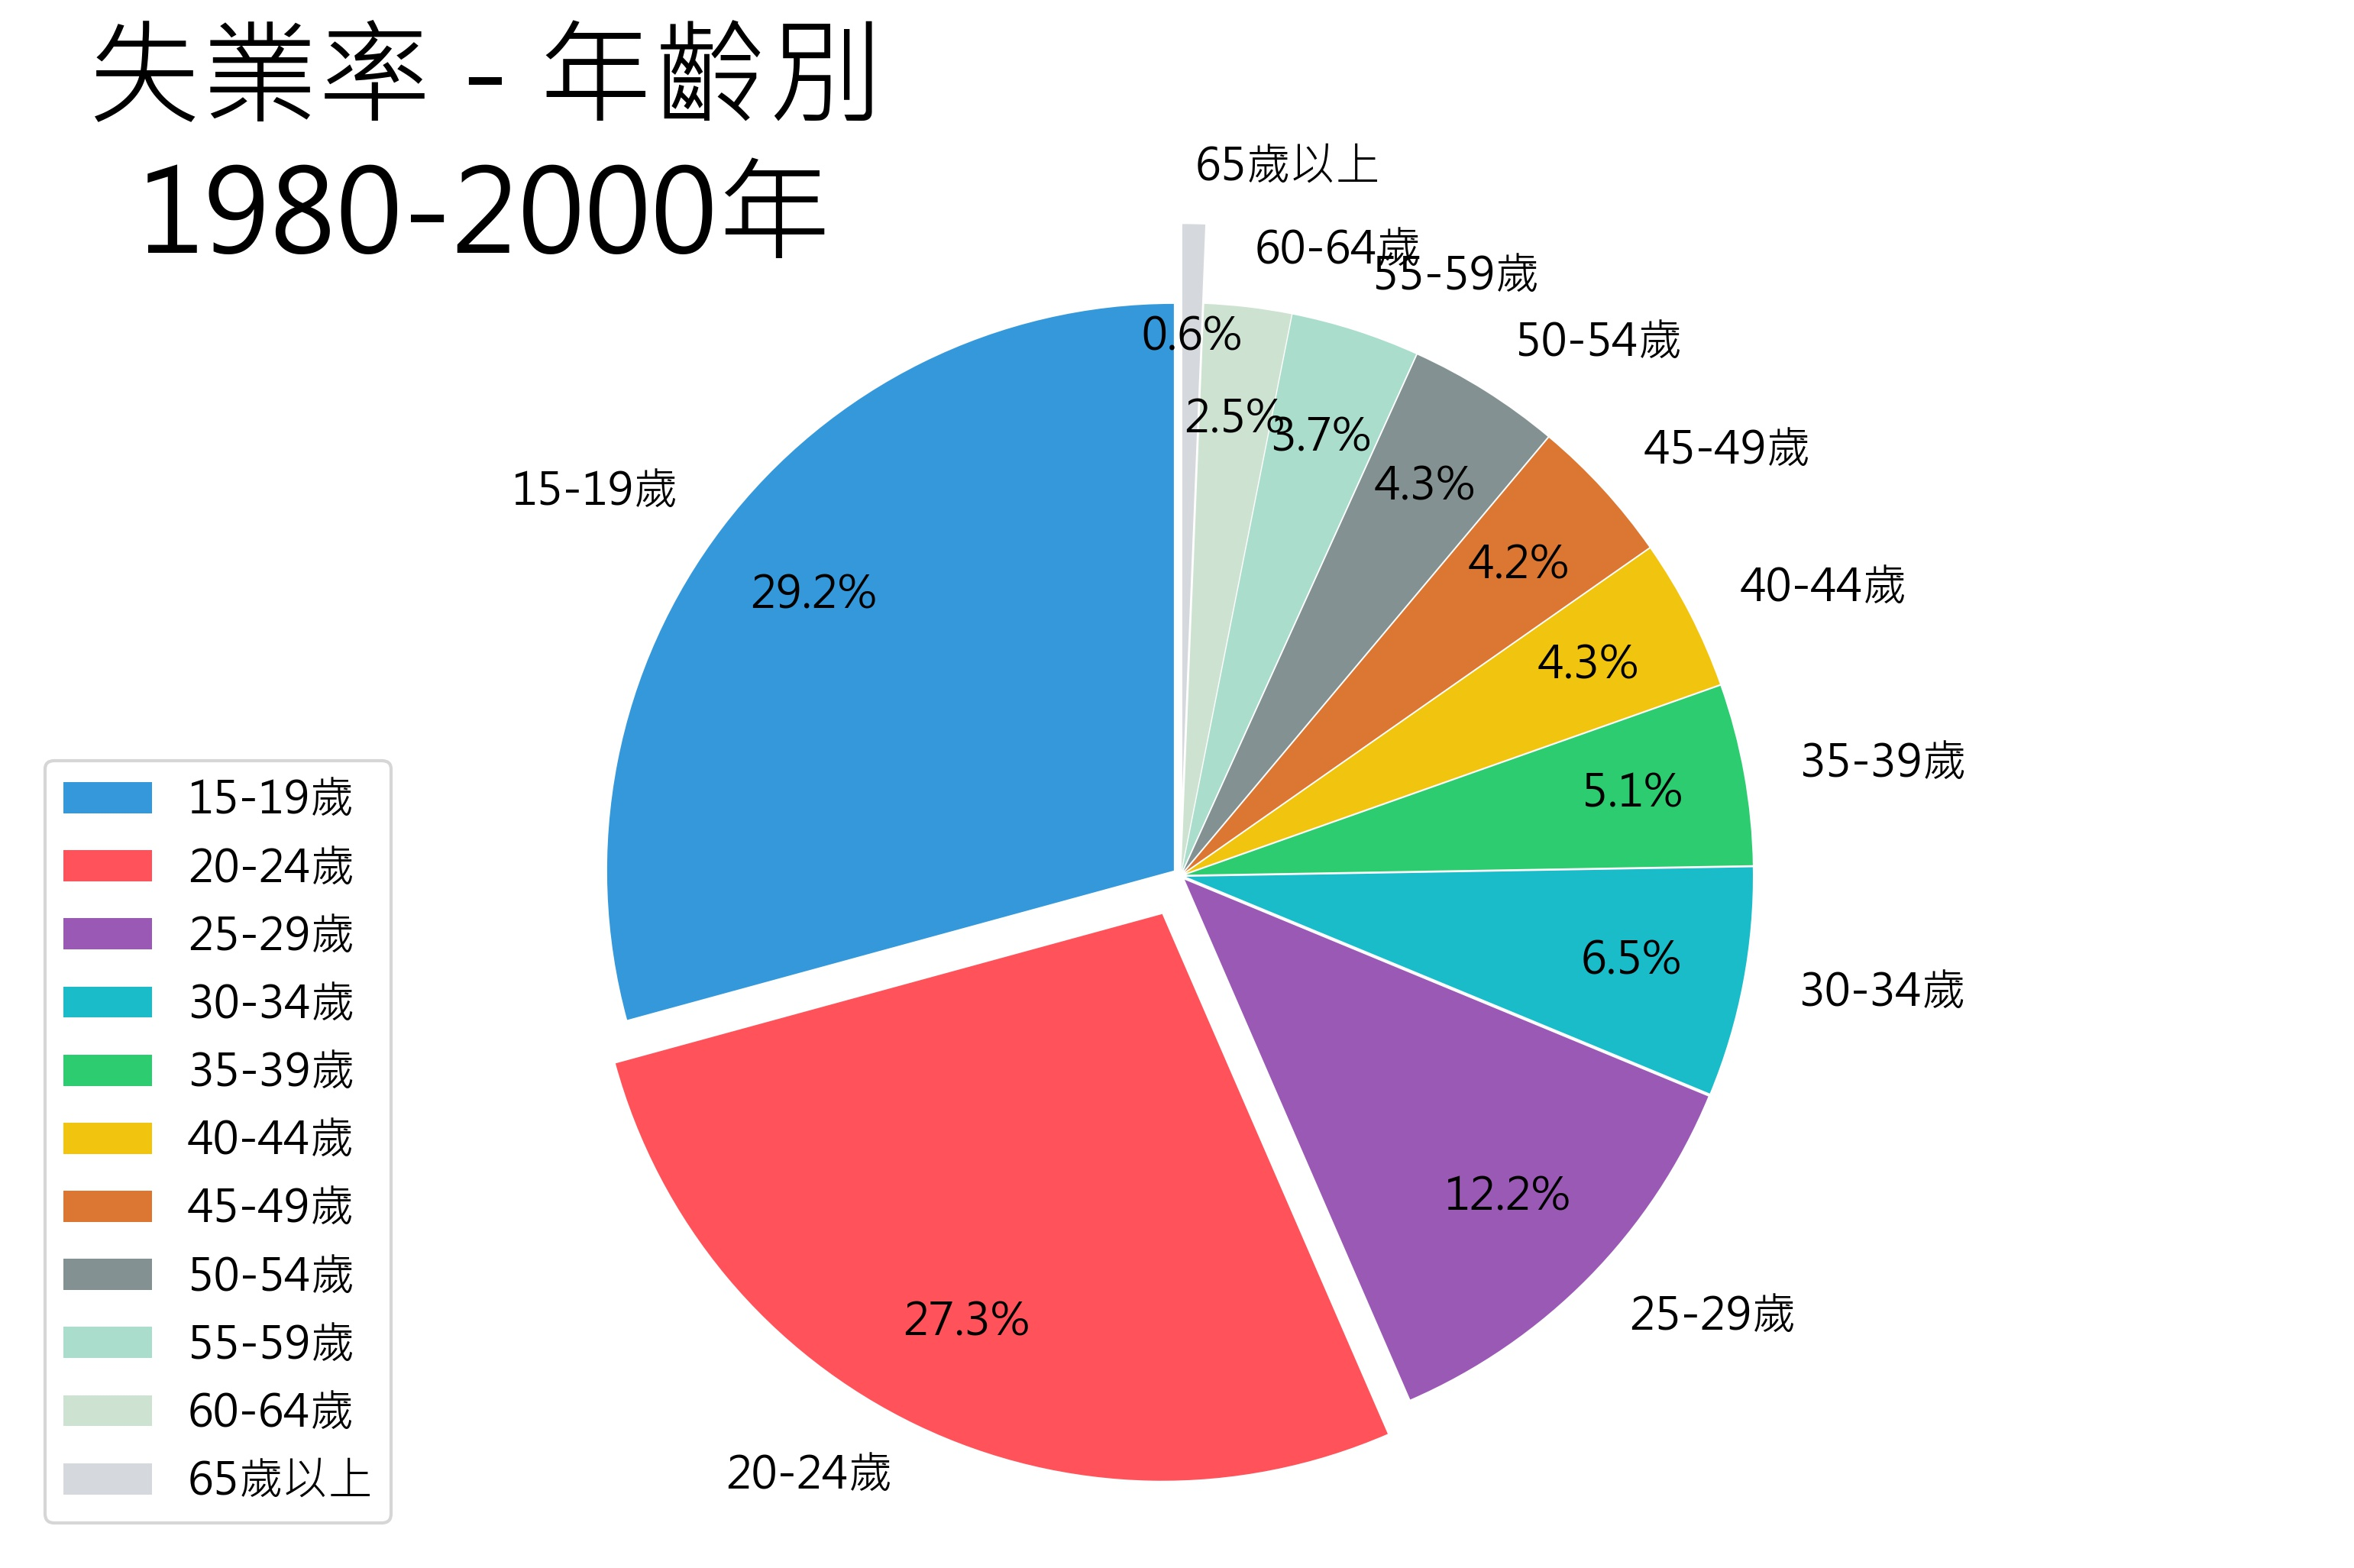 失業率 - 年齢別
1980-2000年
65歳以上
60-64歳
55-59歳
50-54歳
45-49歳
40-44歳
35-39歳
30-34歳
25-29歳
20-24歳
15-19歳
0.6%
2.5%
3.7%
4.3%
4.2%
4.3%
5.1%
6.5%
12.2%
27.3%
29.2%
15-19歳
20-24歳
25-29歳
30-34歳
35-39歳
40-44歳
45-49歳
50-54歳
55-59歳
60-64歳
65歳以上